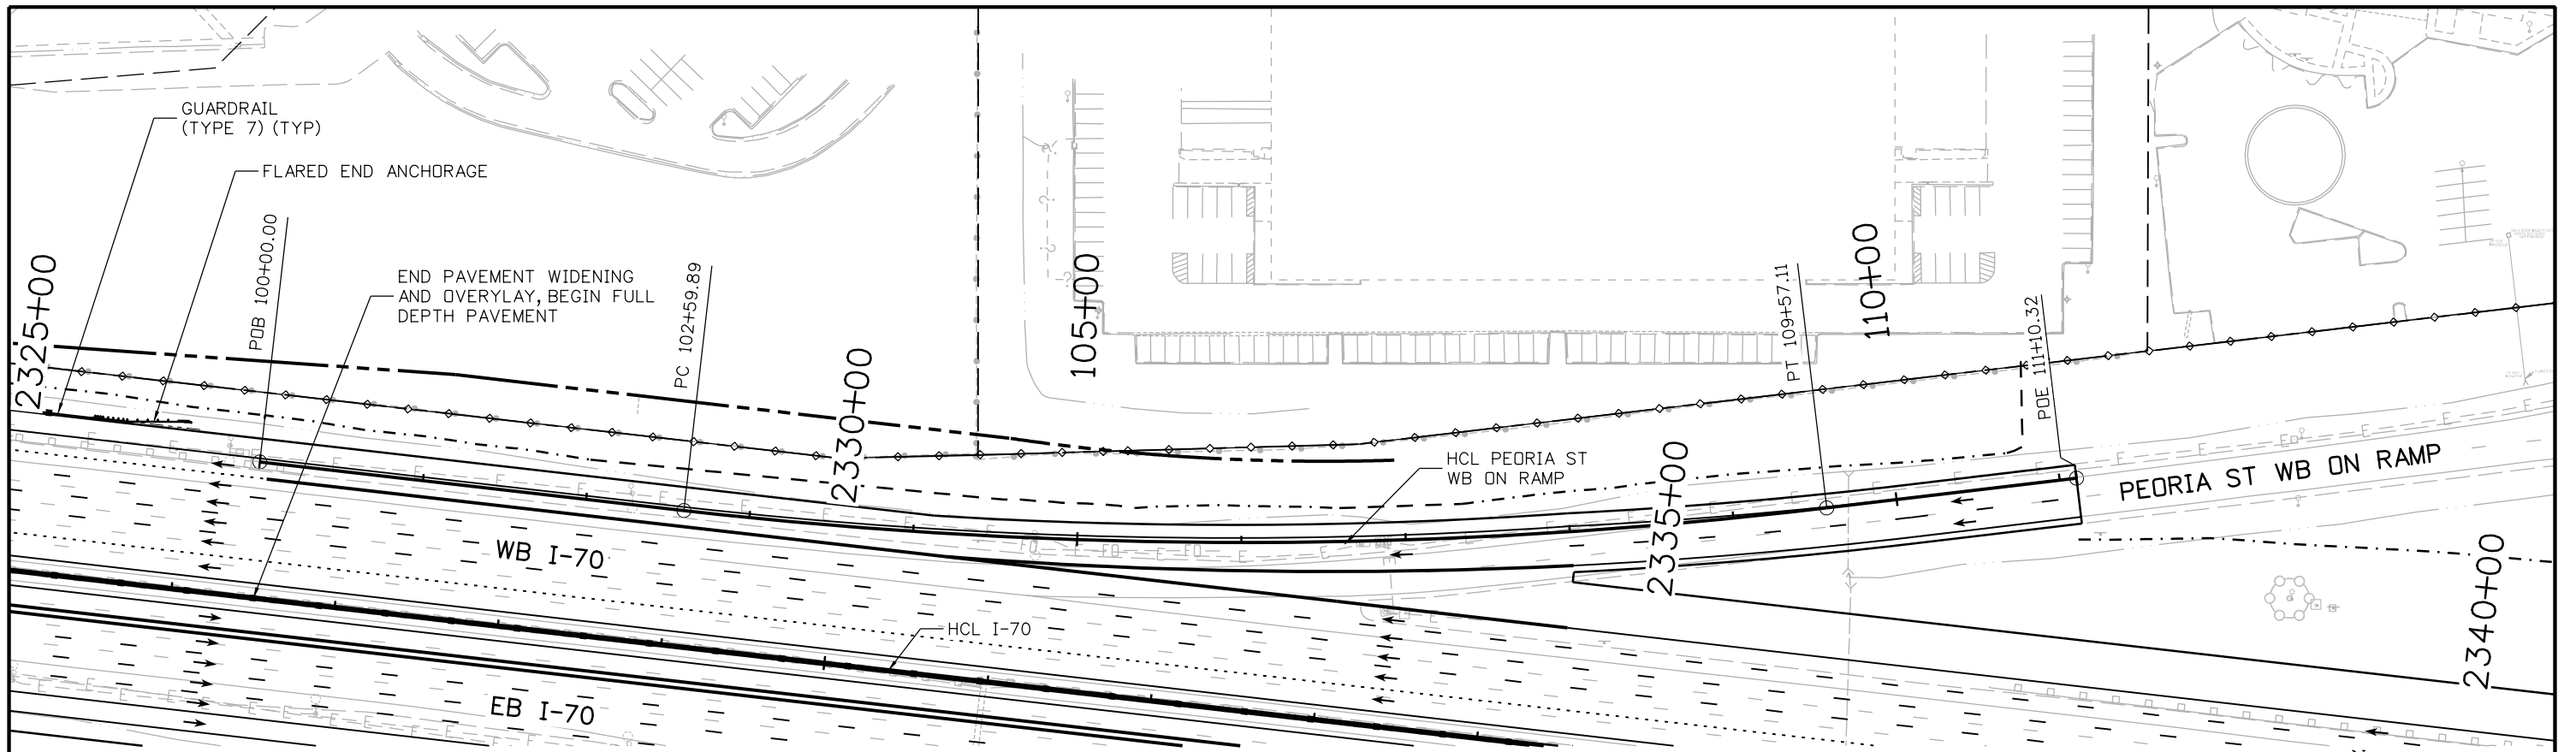 GUARDRAIL
(TYPE 7) (TYP)
FLARED END ANCHORAGE
POB 100+00.00
END PAVEMENT WIDENING
AND OVERYLAY, BEGIN FULL
DEPTH PAVEMENT
PC 102+59.89
2325+00
2330+00
105+00
PT 109+57.11
110+00
POE 111+10.32
HCL PEORIA ST
WB ON RAMP
2335+00
PEORIA ST WB ON RAMP
WB I-70
HCL I-70
EB I-70
2340+00